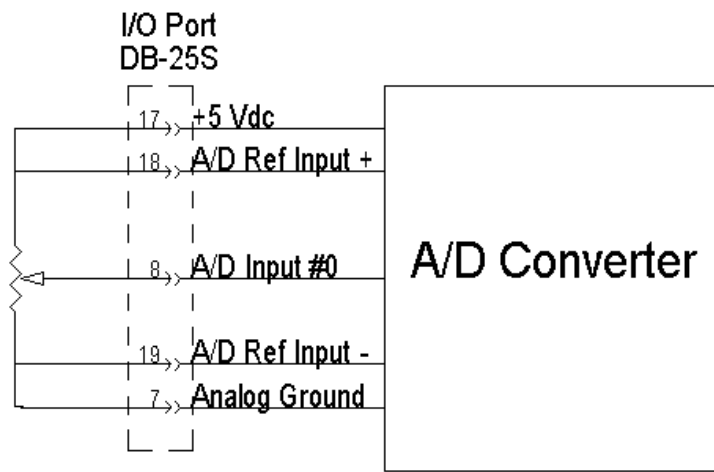 I/O Port
DB-25S
17 +5 Vdc
18 A/D Ref Input +
8 A/D Input #0
A/D Converter
19 A/D Ref Input -
7 Analog Ground